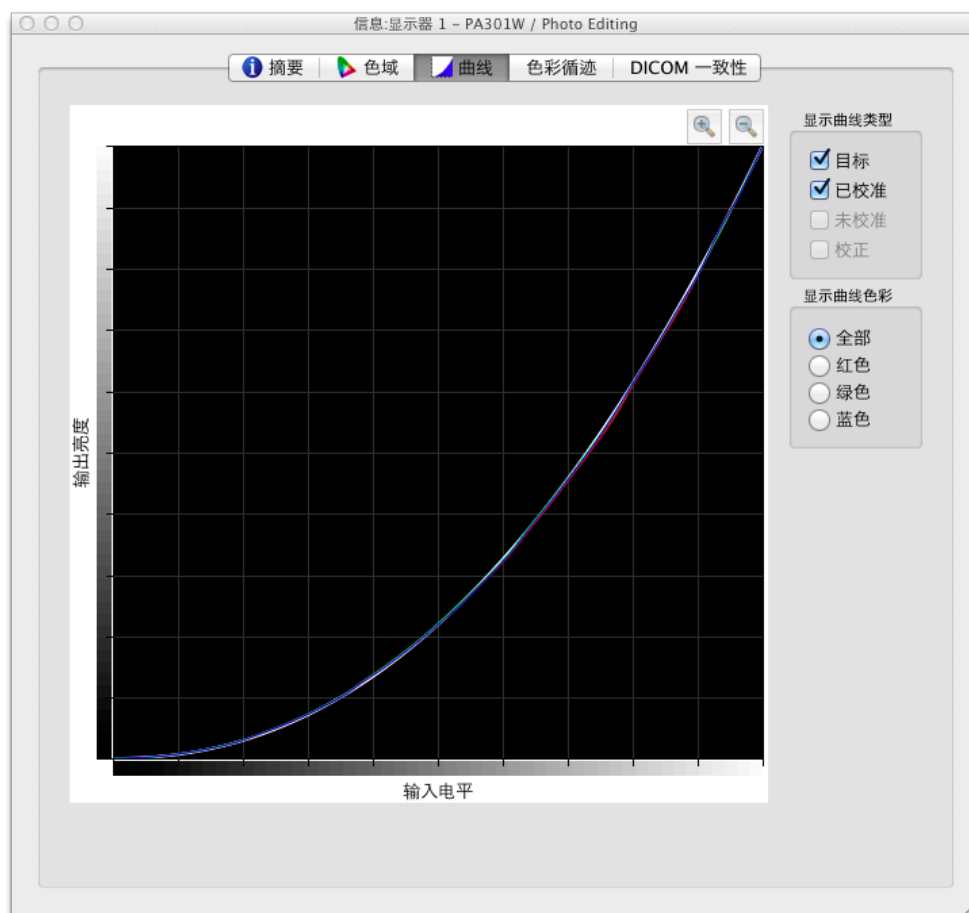 信息:显示器 1 – PA301W / Photo Editing
摘要 色域 曲线 色彩循迹 DICOM 一致性
显示曲线类型
目标
已校准
未校准
校正
显示曲线色彩
全部
红色
绿色
蓝色
输出亮度
输入电平